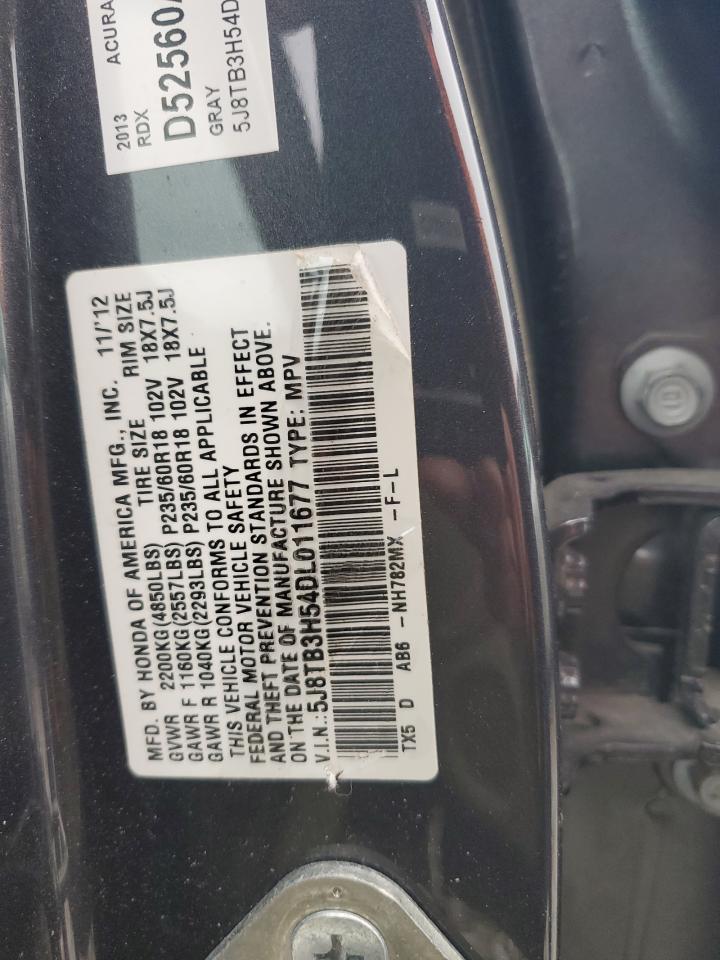 2013 ACURA
RDX
D52560
GRAY
5J8TB3H54D
MFD. BY HONDA OF AMERICA MFG., INC. 11/'12
GVWR 2200KG(4850LBS) TIRE SIZE RIM SIZE
GAWR F 1160KG(2557LBS) P235/60R18 102V 18X7.5J
GAWR R 1040KG(2293LBS) P235/60R18 102V 18X7.5J
THIS VEHICLE CONFORMS TO ALL APPLICABLE
FEDERAL MOTOR VEHICLE SAFETY
AND THEFT PREVENTION STANDARDS IN EFFECT
ON THE DATE OF MANUFACTURE SHOWN ABOVE.
V.I.N.:5J8TB3H54DL011677 TYPE: MPV
TX5 D AB6 -NH782MX -F-L